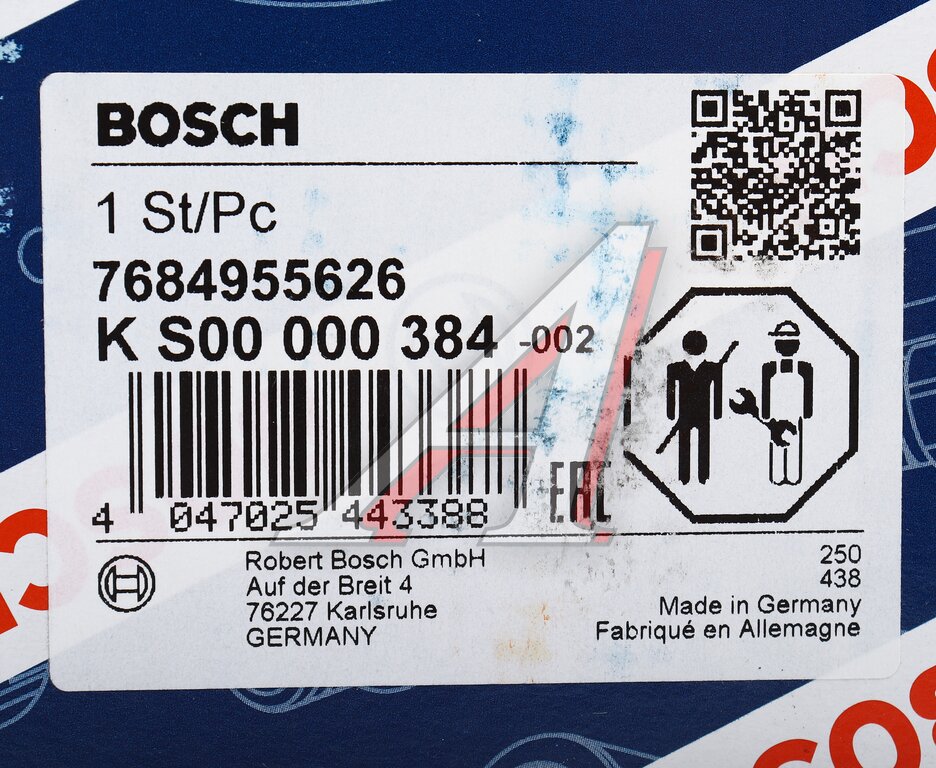 BOSCH
1 St/Pc
7684955626
K S00 000 384 -002
4 047025 443388
EAC
Robert Bosch GmbH
Auf der Breit 4
76227 Karlsruhe
GERMANY
250
438
Made in Germany
Fabriqué en Allemagne